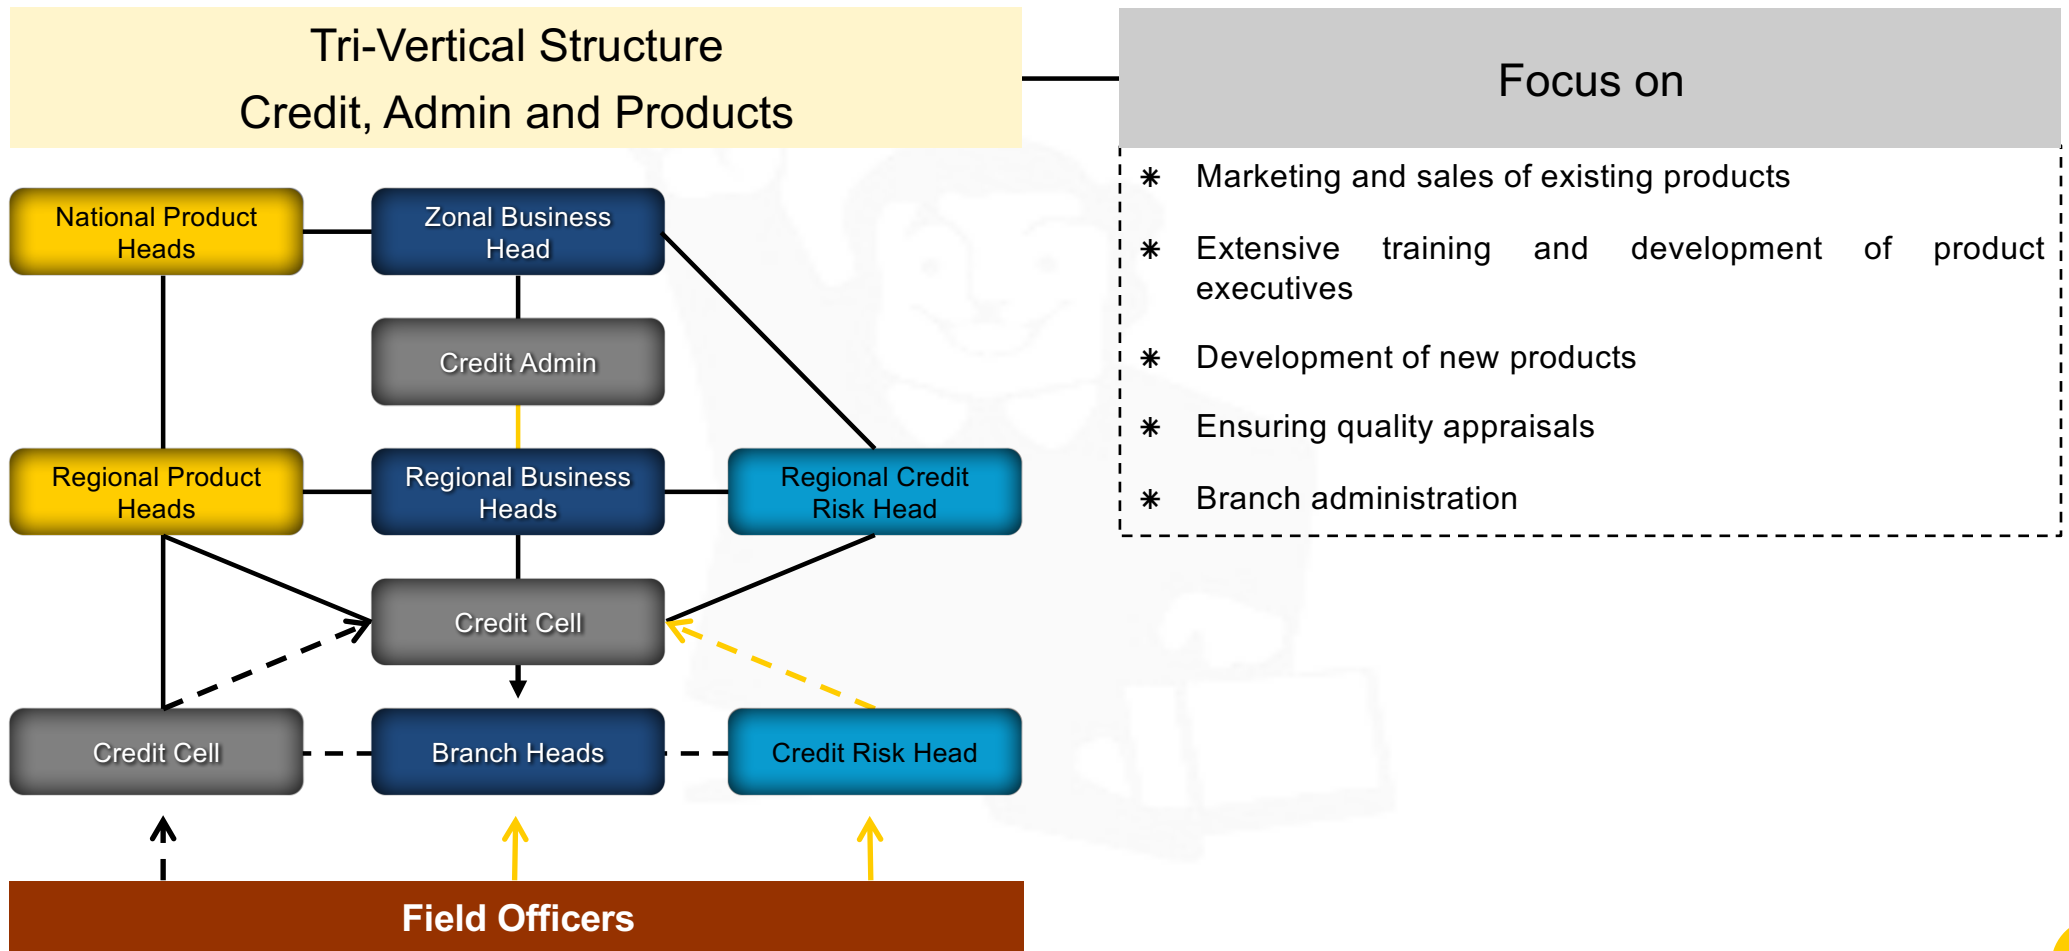 Tri-Vertical Structure
Credit, Admin and Products
Focus on
National Product
Heads
Zonal Business
Head
Credit Admin
Regional Product
Heads
Regional Business
Heads
Regional Credit
Risk Head
Credit Cell
Credit Cell
Branch Heads
Credit Risk Head
Field Officers
⁕ Marketing and sales of existing products
⁕ Extensive training and development of product
executives
⁕ Development of new products
⁕ Ensuring quality appraisals
⁕ Branch administration